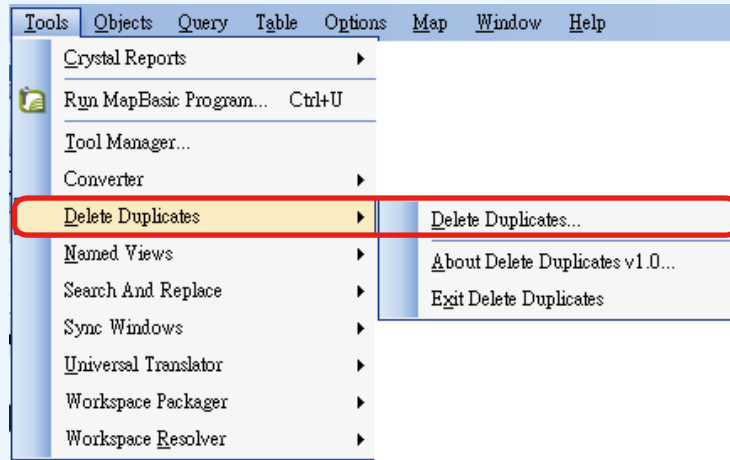 Tools Objects Query Table Options Map Window Help
Crystal Reports
Run MapBasic Program... Ctrl+U
Tool Manager...
Converter
Delete Duplicates
Delete Duplicates...
Named Views
About Delete Duplicates v1.0...
Search And Replace
Exit Delete Duplicates
Sync Windows
Universal Translator
Workspace Packager
Workspace Resolver